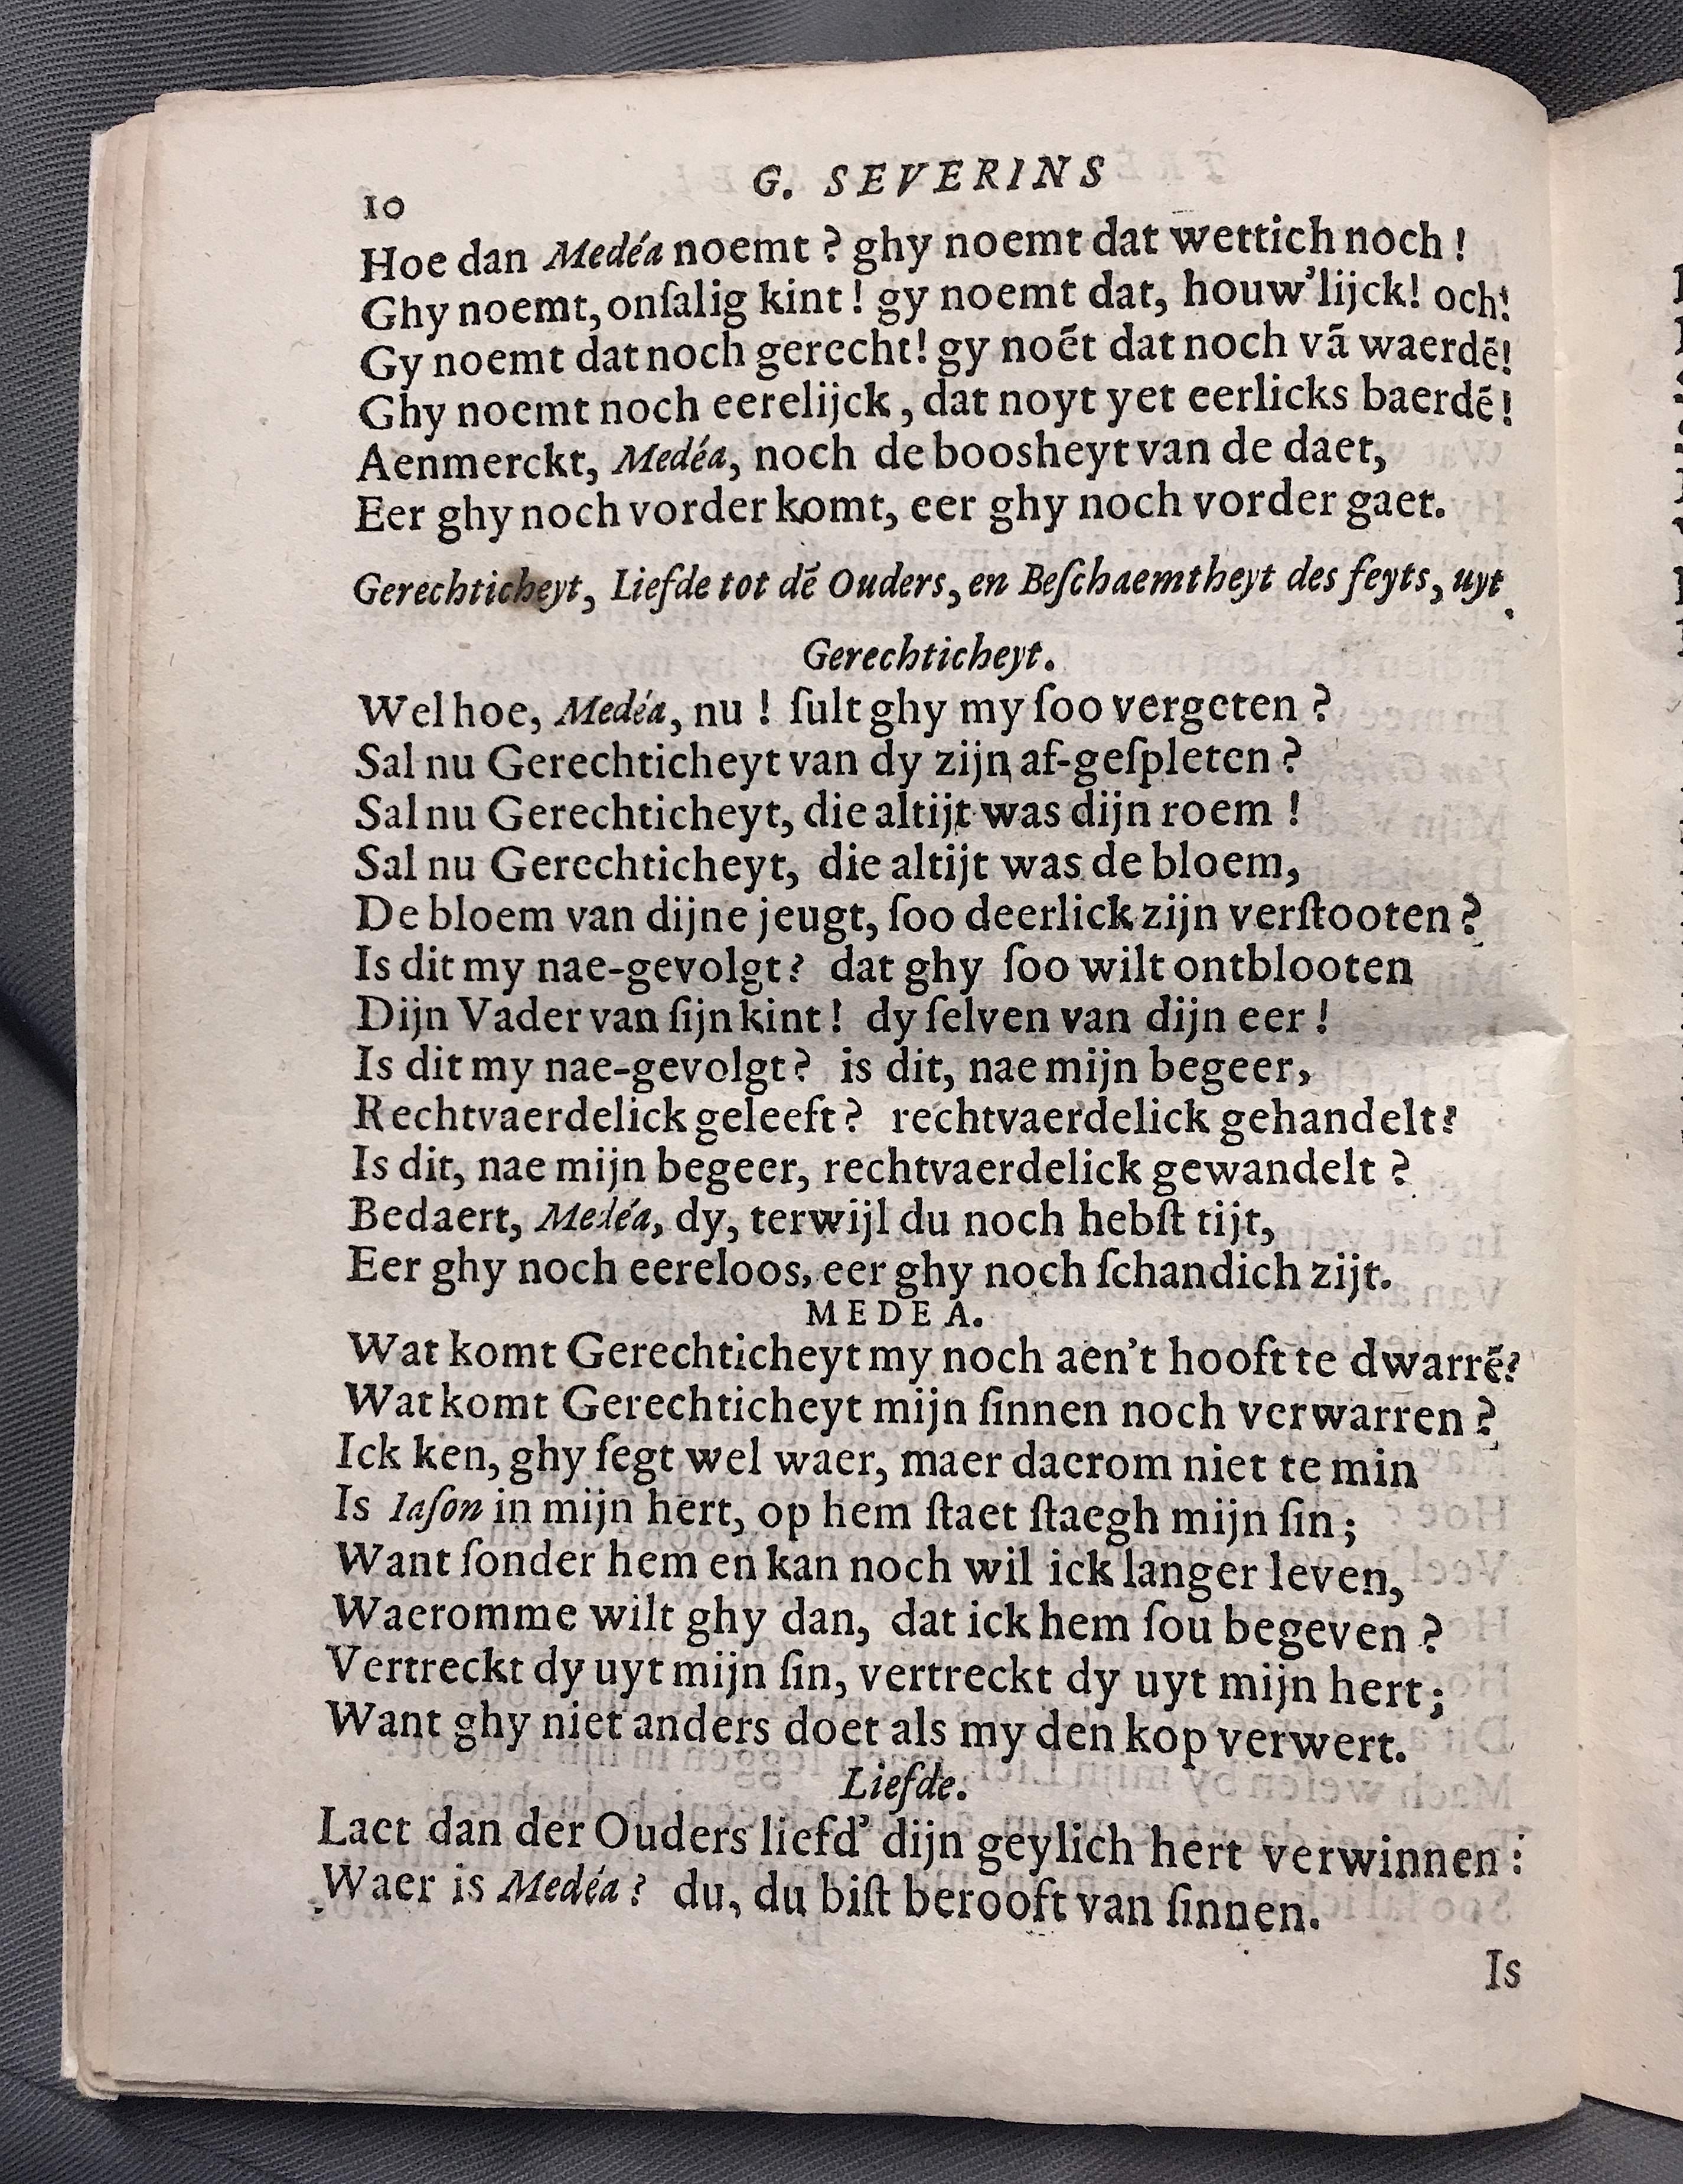 10
G. SEVERINS
Hoe dan Medéa noemt ? ghy noemt dat wettich noch !
Ghy noemt, onſalig kint ! gy noemt dat, houw'lijck! och!
Gy noemt dat noch gerecht! gy noẽt dat noch vã waerdẽ!
Ghy noemt noch eerelijck, dat noyt yet eerlicks baerdẽ!
Aenmerckt, Medéa, noch de boosheyt van de daet,
Eer ghy noch vorder komt, eer ghy noch vorder gaet.
Gerechticheyt, Liefde tot dẽ Ouders, en Beſchaemtheyt des feyts, uyt.
Gerechticheyt.
Wel hoe, Medéa, nu ! ſult ghy my ſoo vergeten ?
Sal nu Gerechticheyt van dy zijn af-geſpleten ?
Sal nu Gerechticheyt, die altijt was dijn roem !
Sal nu Gerechticheyt, die altijt was de bloem,
De bloem van dijne jeugt, ſoo deerlick zijn verſtooten ?
Is dit my nae-gevolgt ? dat ghy ſoo wilt ontblooten
Dijn Vader van ſijn kint ! dy ſelven van dijn eer !
Is dit my nae-gevolgt ? is dit, nae mijn begeer,
Rechtvaerdelick geleeft ? rechtvaerdelick gehandelt ?
Is dit, nae mijn begeer, rechtvaerdelick gewandelt ?
Bedaert, Medéa, dy, terwijl du noch hebſt tijt,
Eer ghy noch eereloos, eer ghy noch ſchandich zijt.
MEDEA.
Wat komt Gerechticheyt my noch aen't hooft te dwarrẽ?
Wat komt Gerechticheyt mijn ſinnen noch verwarren ?
Ick ken, ghy ſegt wel waer, maer daerom niet te min
Is Iaſon in mijn hert, op hem ſtaet ſtaegh mijn ſin ;
Want ſonder hem en kan noch wil ick langer leven,
Waeromme wilt ghy dan, dat ick hem ſou begeven ?
Vertreckt dy uyt mijn ſin, vertreckt dy uyt mijn hert ;
Want ghy niet anders doet als my den kop verwert.
Liefde.
Laet dan der Ouders liefd' dijn geylich hert verwinnen :
Waer is Medéa ? du, du biſt berooft van ſinnen.
Is